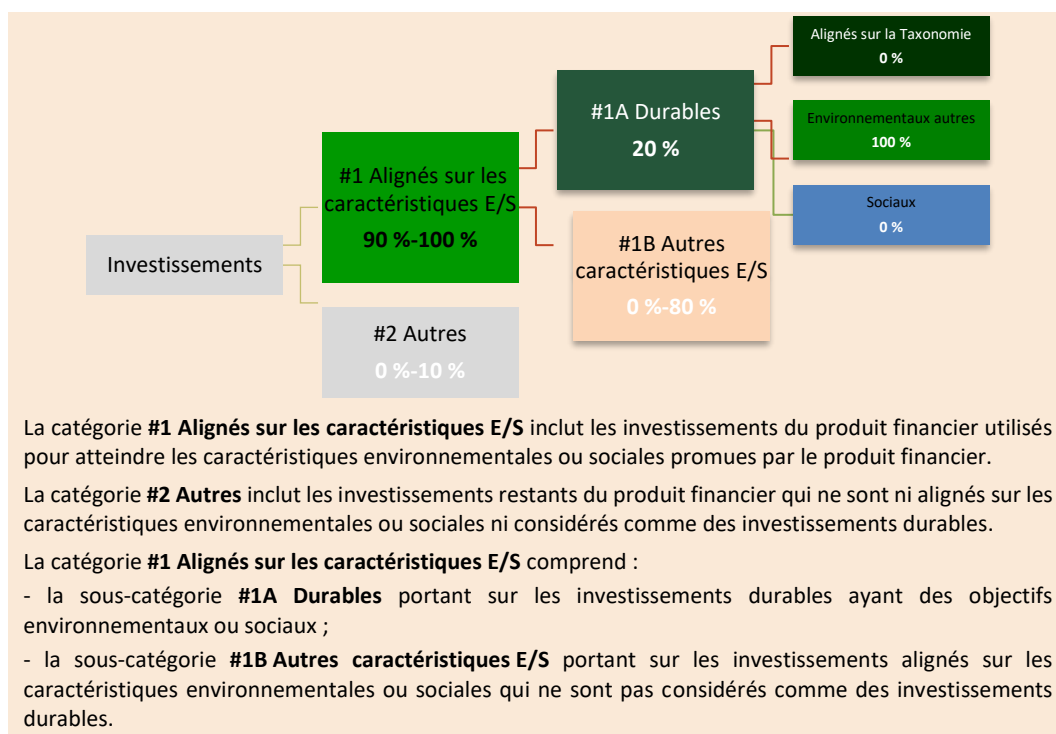 Alignés sur la Taxonomie
0 %
#1A Durables
20 %
Environnementaux autres
100 %
#1 Alignés sur les
caractéristiques E/S
90 %-100 %
Sociaux
0 %
Investissements
#1B Autres
caractéristiques E/S
0 %-80 %
#2 Autres
0 %-10 %
La catégorie #1 Alignés sur les caractéristiques E/S inclut les investissements du produit financier utilisés
pour atteindre les caractéristiques environnementales ou sociales promues par le produit financier.
La catégorie #2 Autres inclut les investissements restants du produit financier qui ne sont ni alignés sur les
caractéristiques environnementales ou sociales ni considérés comme des investissements durables.
La catégorie #1 Alignés sur les caractéristiques E/S comprend :
- la sous-catégorie #1A Durables portant sur les investissements durables ayant des objectifs
environnementaux ou sociaux ;
- la sous-catégorie #1B Autres caractéristiques E/S portant sur les investissements alignés sur les
caractéristiques environnementales ou sociales qui ne sont pas considérés comme des investissements
durables.